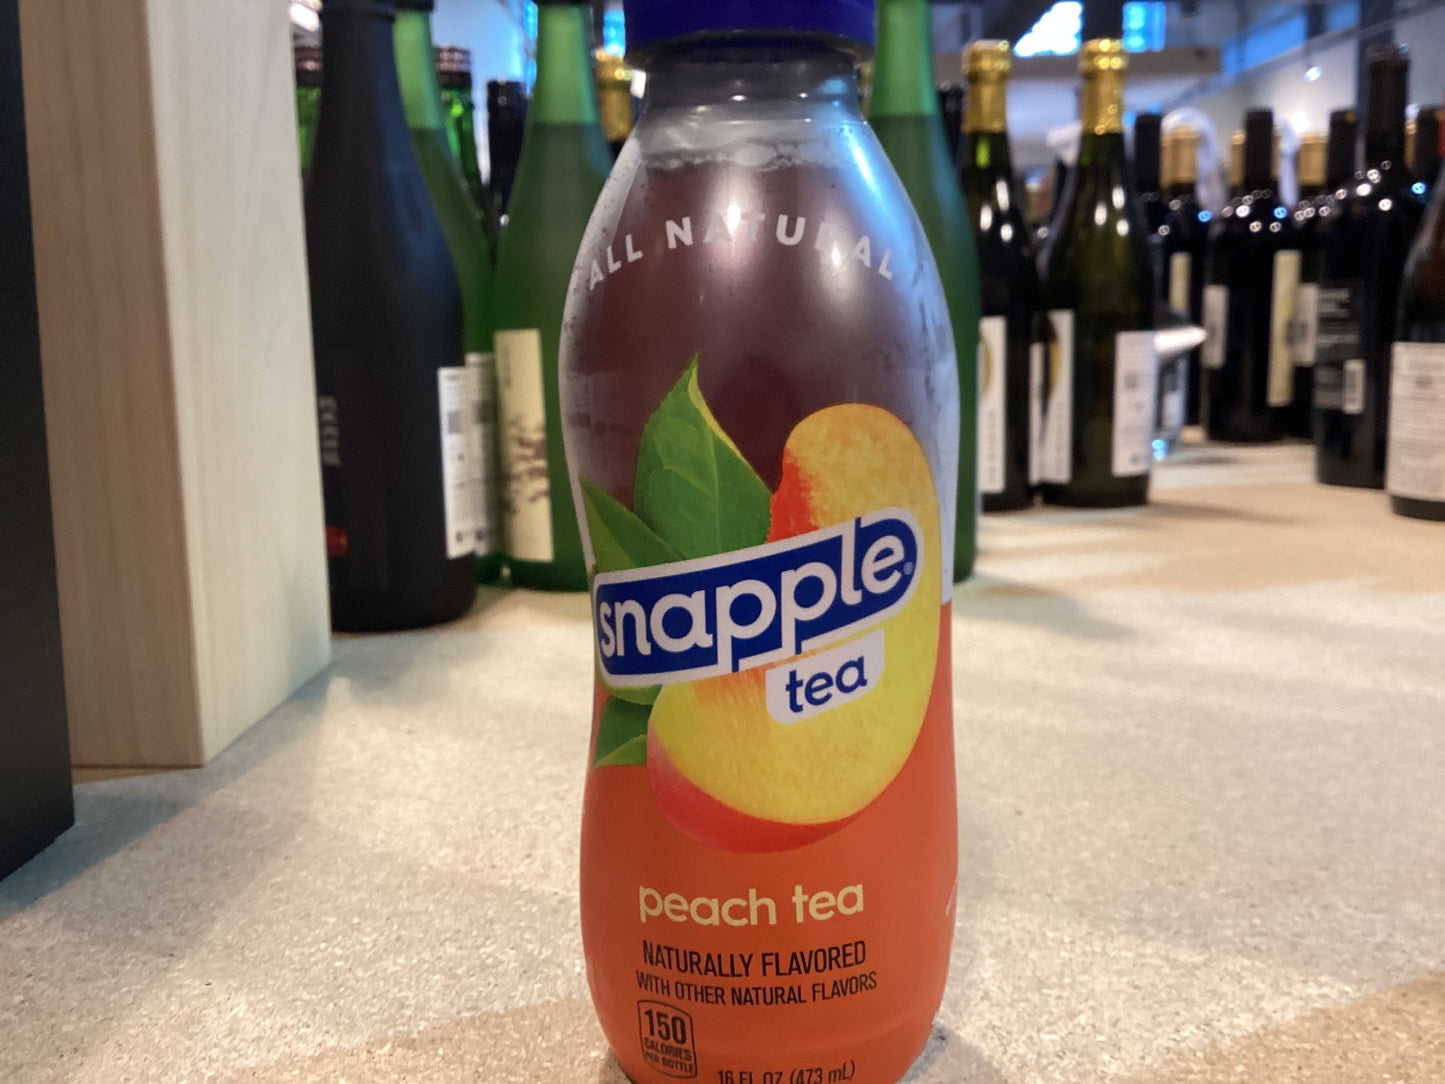 ALL NATURAL
snapple®
tea
peach tea
NATURALLY FLAVORED
WITH OTHER NATURAL FLAVORS
150
CALORIES
PER BOTTLE
16 FL OZ (473 mL)